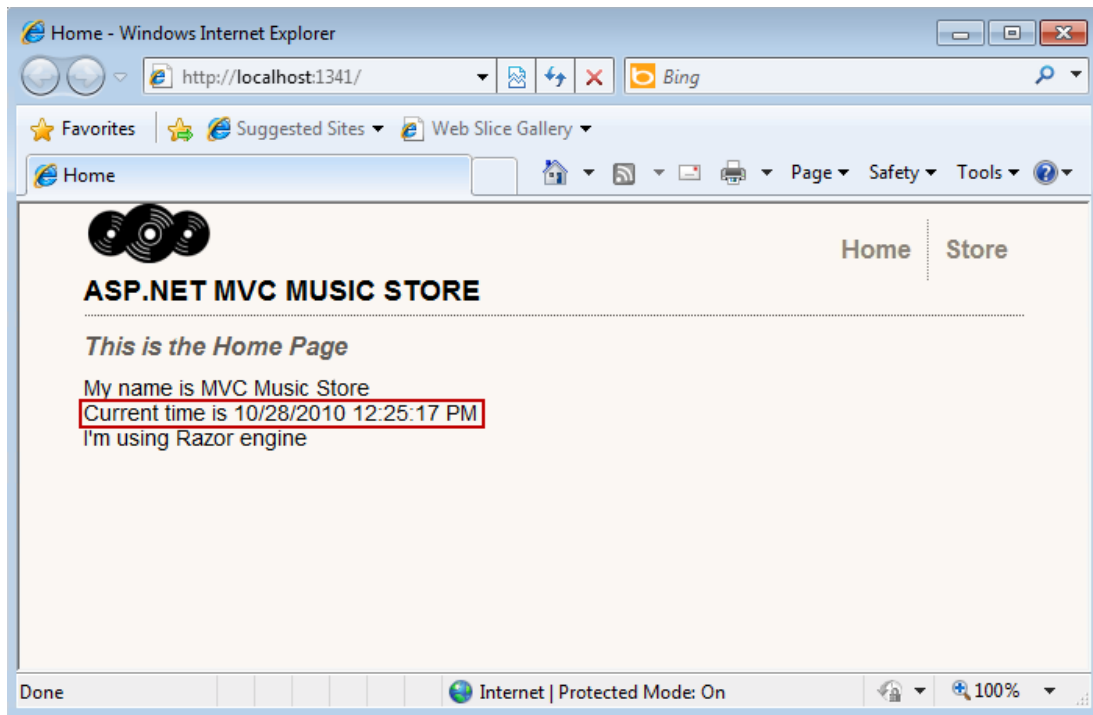 Home - Windows Internet Explorer
http://localhost:1341/
Bing
Favorites
Suggested Sites
Web Slice Gallery
Home
Page
Safety
Tools
Home
Store
ASP.NET MVC MUSIC STORE
This is the Home Page
My name is MVC Music Store
Current time is 10/28/2010 12:25:17 PM
I'm using Razor engine
Done
Internet | Protected Mode: On
100%